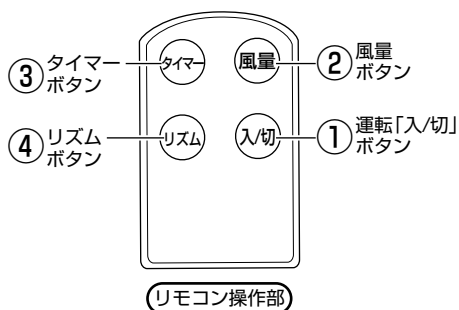 ③ タイマー
ボタン
タイマー
風量
② 風量
ボタン
④ リズム
ボタン
リズム
入/切
① 運転「入/切」
ボタン
リモコン操作部